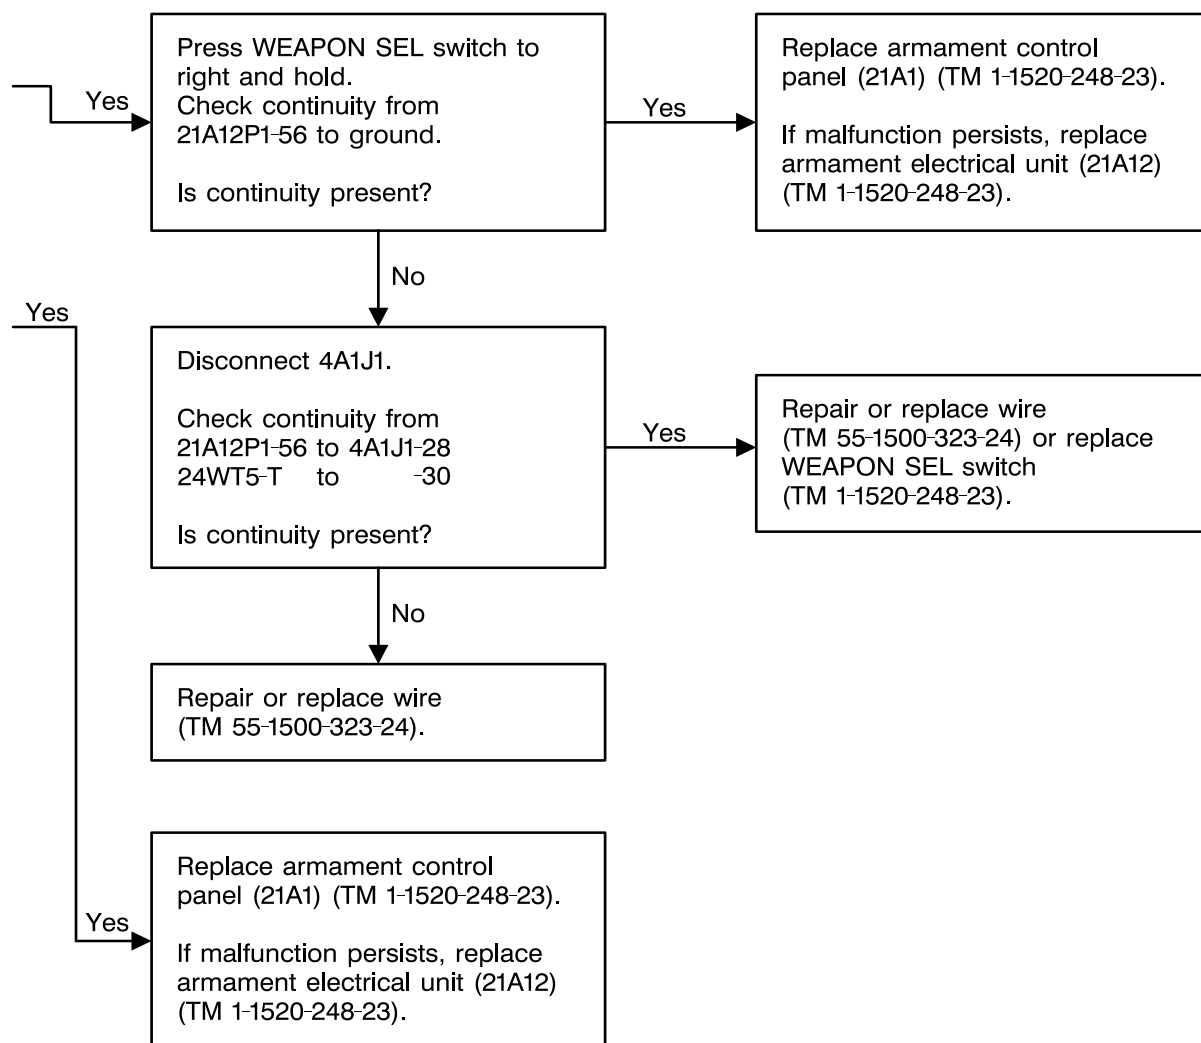 Yes
Press WEAPON SEL switch to
right and hold.
Check continuity from
21A12P1-56 to ground.
Is continuity present?
Yes
Replace armament control
panel (21A1) (TM 1-1520-248-23).
If malfunction persists, replace
armament electrical unit (21A12)
(TM 1-1520-248-23).
No
Yes
Disconnect 4A1J1.
Check continuity from
21A12P1-56 to 4A1J1-28
24WT5-T to -30
Is continuity present?
Yes
Repair or replace wire
(TM 55-1500-323-24) or replace
WEAPON SEL switch
(TM 1-1520-248-23).
No
Repair or replace wire
(TM 55-1500-323-24).
Yes
Replace armament control
panel (21A1) (TM 1-1520-248-23).
If malfunction persists, replace
armament electrical unit (21A12)
(TM 1-1520-248-23).